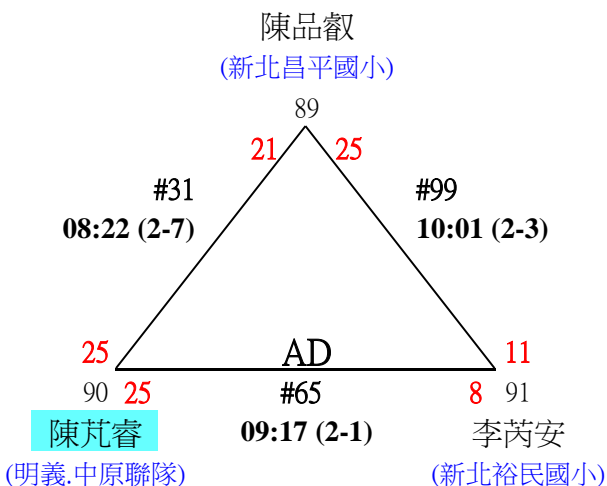 陳品叡
(新北昌平國小)
89
21 25
#31 #99
08:22 (2-7) 10:01 (2-3)
25 AD 11
90 25 #65 8 91
陳芃睿 09:17 (2-1) 李芮安
(明義.中原聯隊) (新北裕民國小)